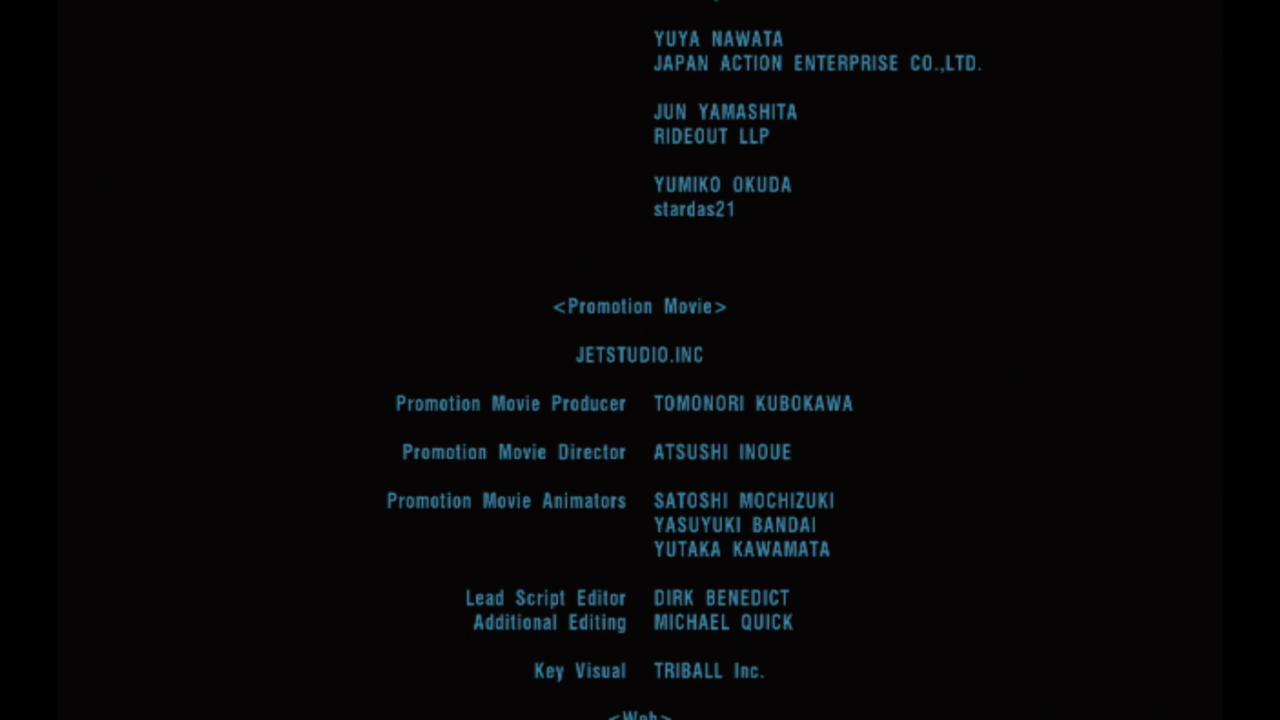 YUYA NAWATA
JAPAN ACTION ENTERPRISE CO.,LTD.
JUN YAMASHITA
RIDEOUT LLP
YUMIKO OKUDA
stardas21
<Promotion Movie>
JETSTUDIO.INC
Promotion Movie Producer TOMONORI KUBOKAWA
Promotion Movie Director ATSUSHI INOUE
Promotion Movie Animators SATOSHI MOCHIZUKI
YASUYUKI BANDAI
YUTAKA KAWAMATA
Lead Script Editor DIRK BENEDICT
Additional Editing MICHAEL QUICK
Key Visual TRIBALL Inc.
<Web>